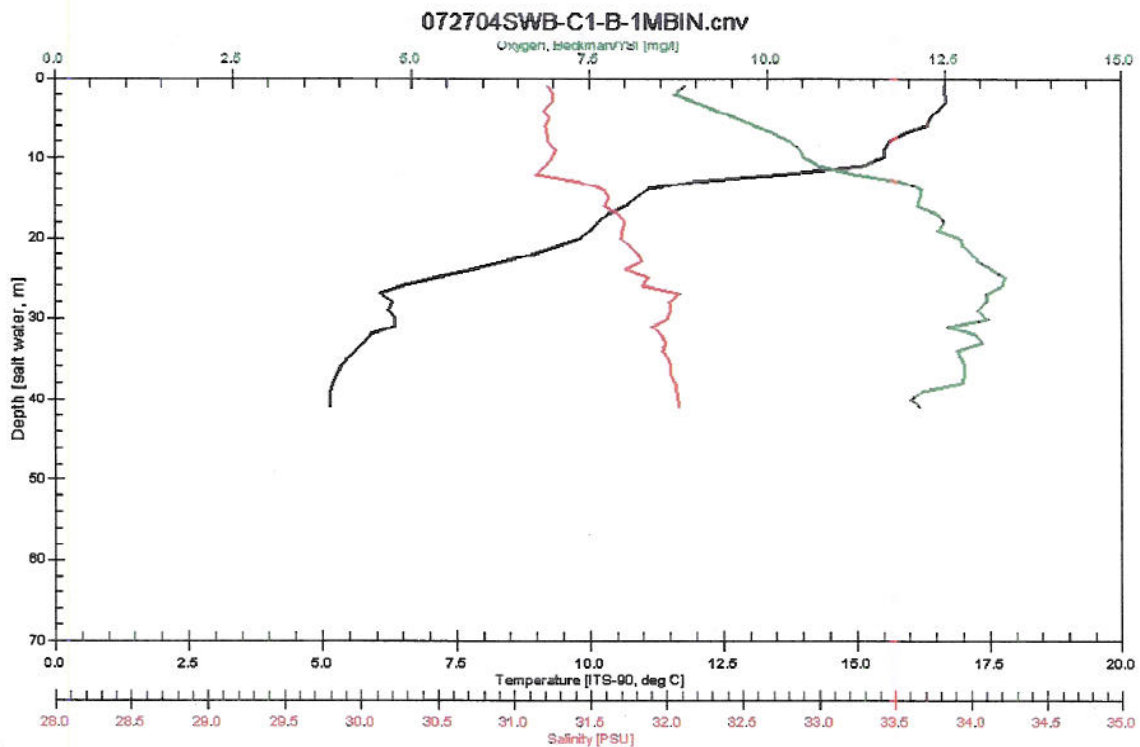 072704SWB-C1-B-1MBIN.cnv
Oxygen, Beckman/YSI [mg/l]
0.0 2.5 5.0 7.5 10.0 12.5 15.0
0
10
20
30
40
50
60
70
Depth [salt water, m]
0.0 2.5 5.0 7.5 10.0 12.5 15.0 17.5 20.0
Temperature [ITS-90, deg C]
28.0 28.5 29.0 29.5 30.0 30.5 31.0 31.5 32.0 32.5 33.0 33.5 34.0 34.5 35.0
Salinity [PSU]